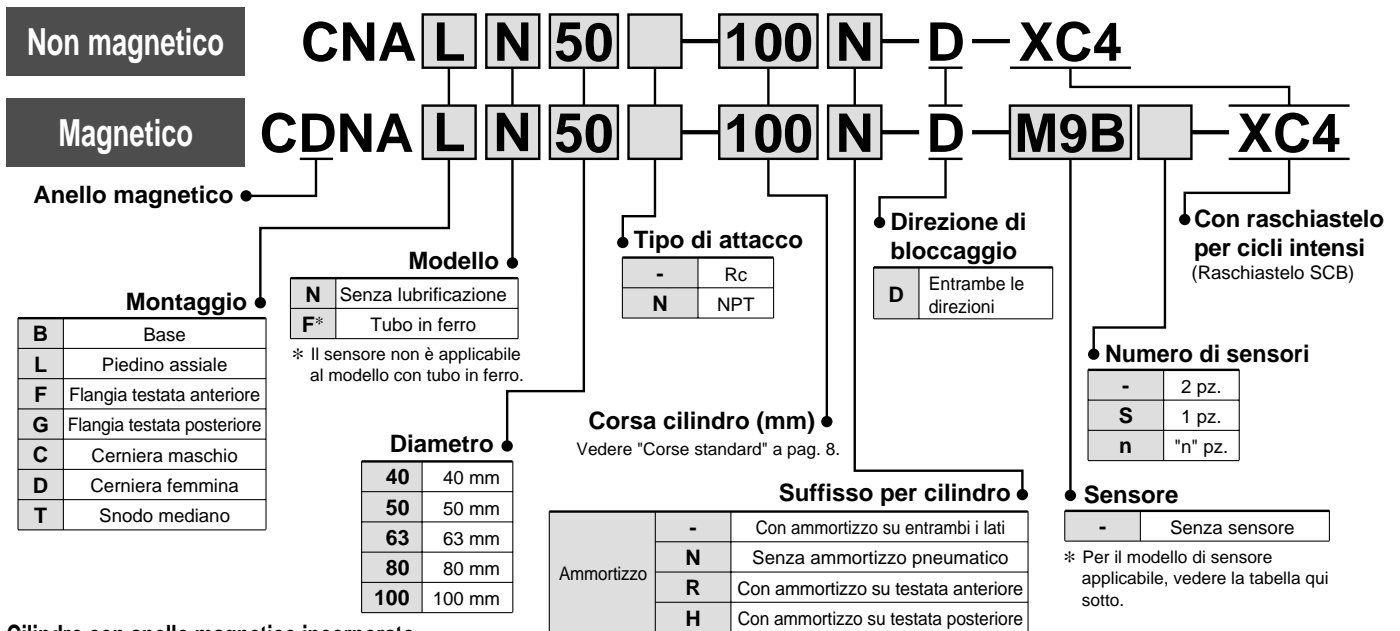 Non magnetico CNA L N 50 - 100 N - D - XC4
Magnetico CDNA L N 50 - 100 N - D - M9B - XC4
Anello magnetico
Montaggio
B Base
L Piedino assiale
F Flangia testata anteriore
G Flangia testata posteriore
C Cerniera maschio
D Cerniera femmina
T Snodo mediano
Modello
N Senza lubrificazione
F* Tubo in ferro
* Il sensore non è applicabile
al modello con tubo in ferro.
Diametro
40 40 mm
50 50 mm
63 63 mm
80 80 mm
100 100 mm
Tipo di attacco
- Rc
N NPT
Corsa cilindro (mm)
Vedere "Corse standard" a pag. 8.
Suffisso per cilindro
Ammortizzo
- Con ammortizzo su entrambi i lati
N Senza ammortizzo pneumatico
R Con ammortizzo su testata anteriore
H Con ammortizzo su testata posteriore
Direzione di
bloccaggio
D Entrambe le
direzioni
Con raschiastelo
per cicli intensi
(Raschiastelo SCB)
Numero di sensori
- 2 pz.
S 1 pz.
n "n" pz.
Sensore
- Senza sensore
* Per il modello di sensore
applicabile, vedere la tabella qui
sotto.